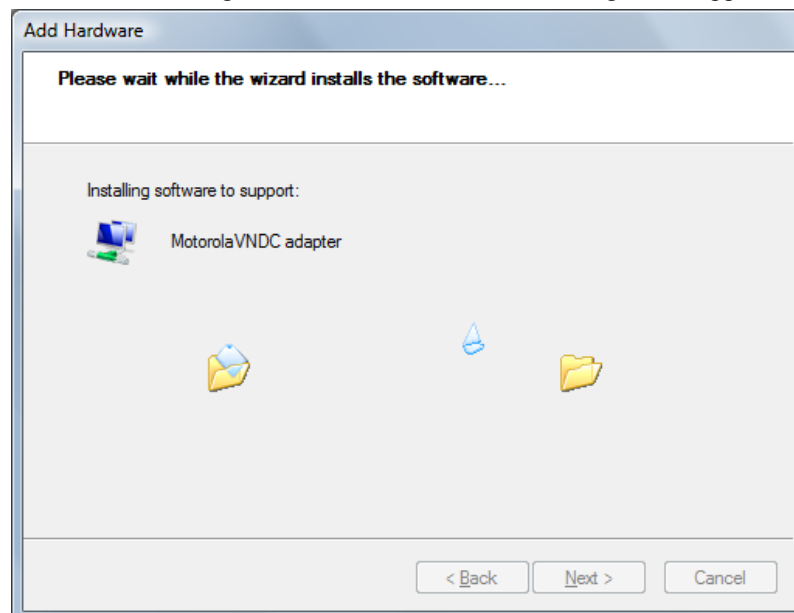 Add Hardware
Please wait while the wizard installs the software...
Installing software to support:
MotorolaVNDC adapter
< Back Next > Cancel